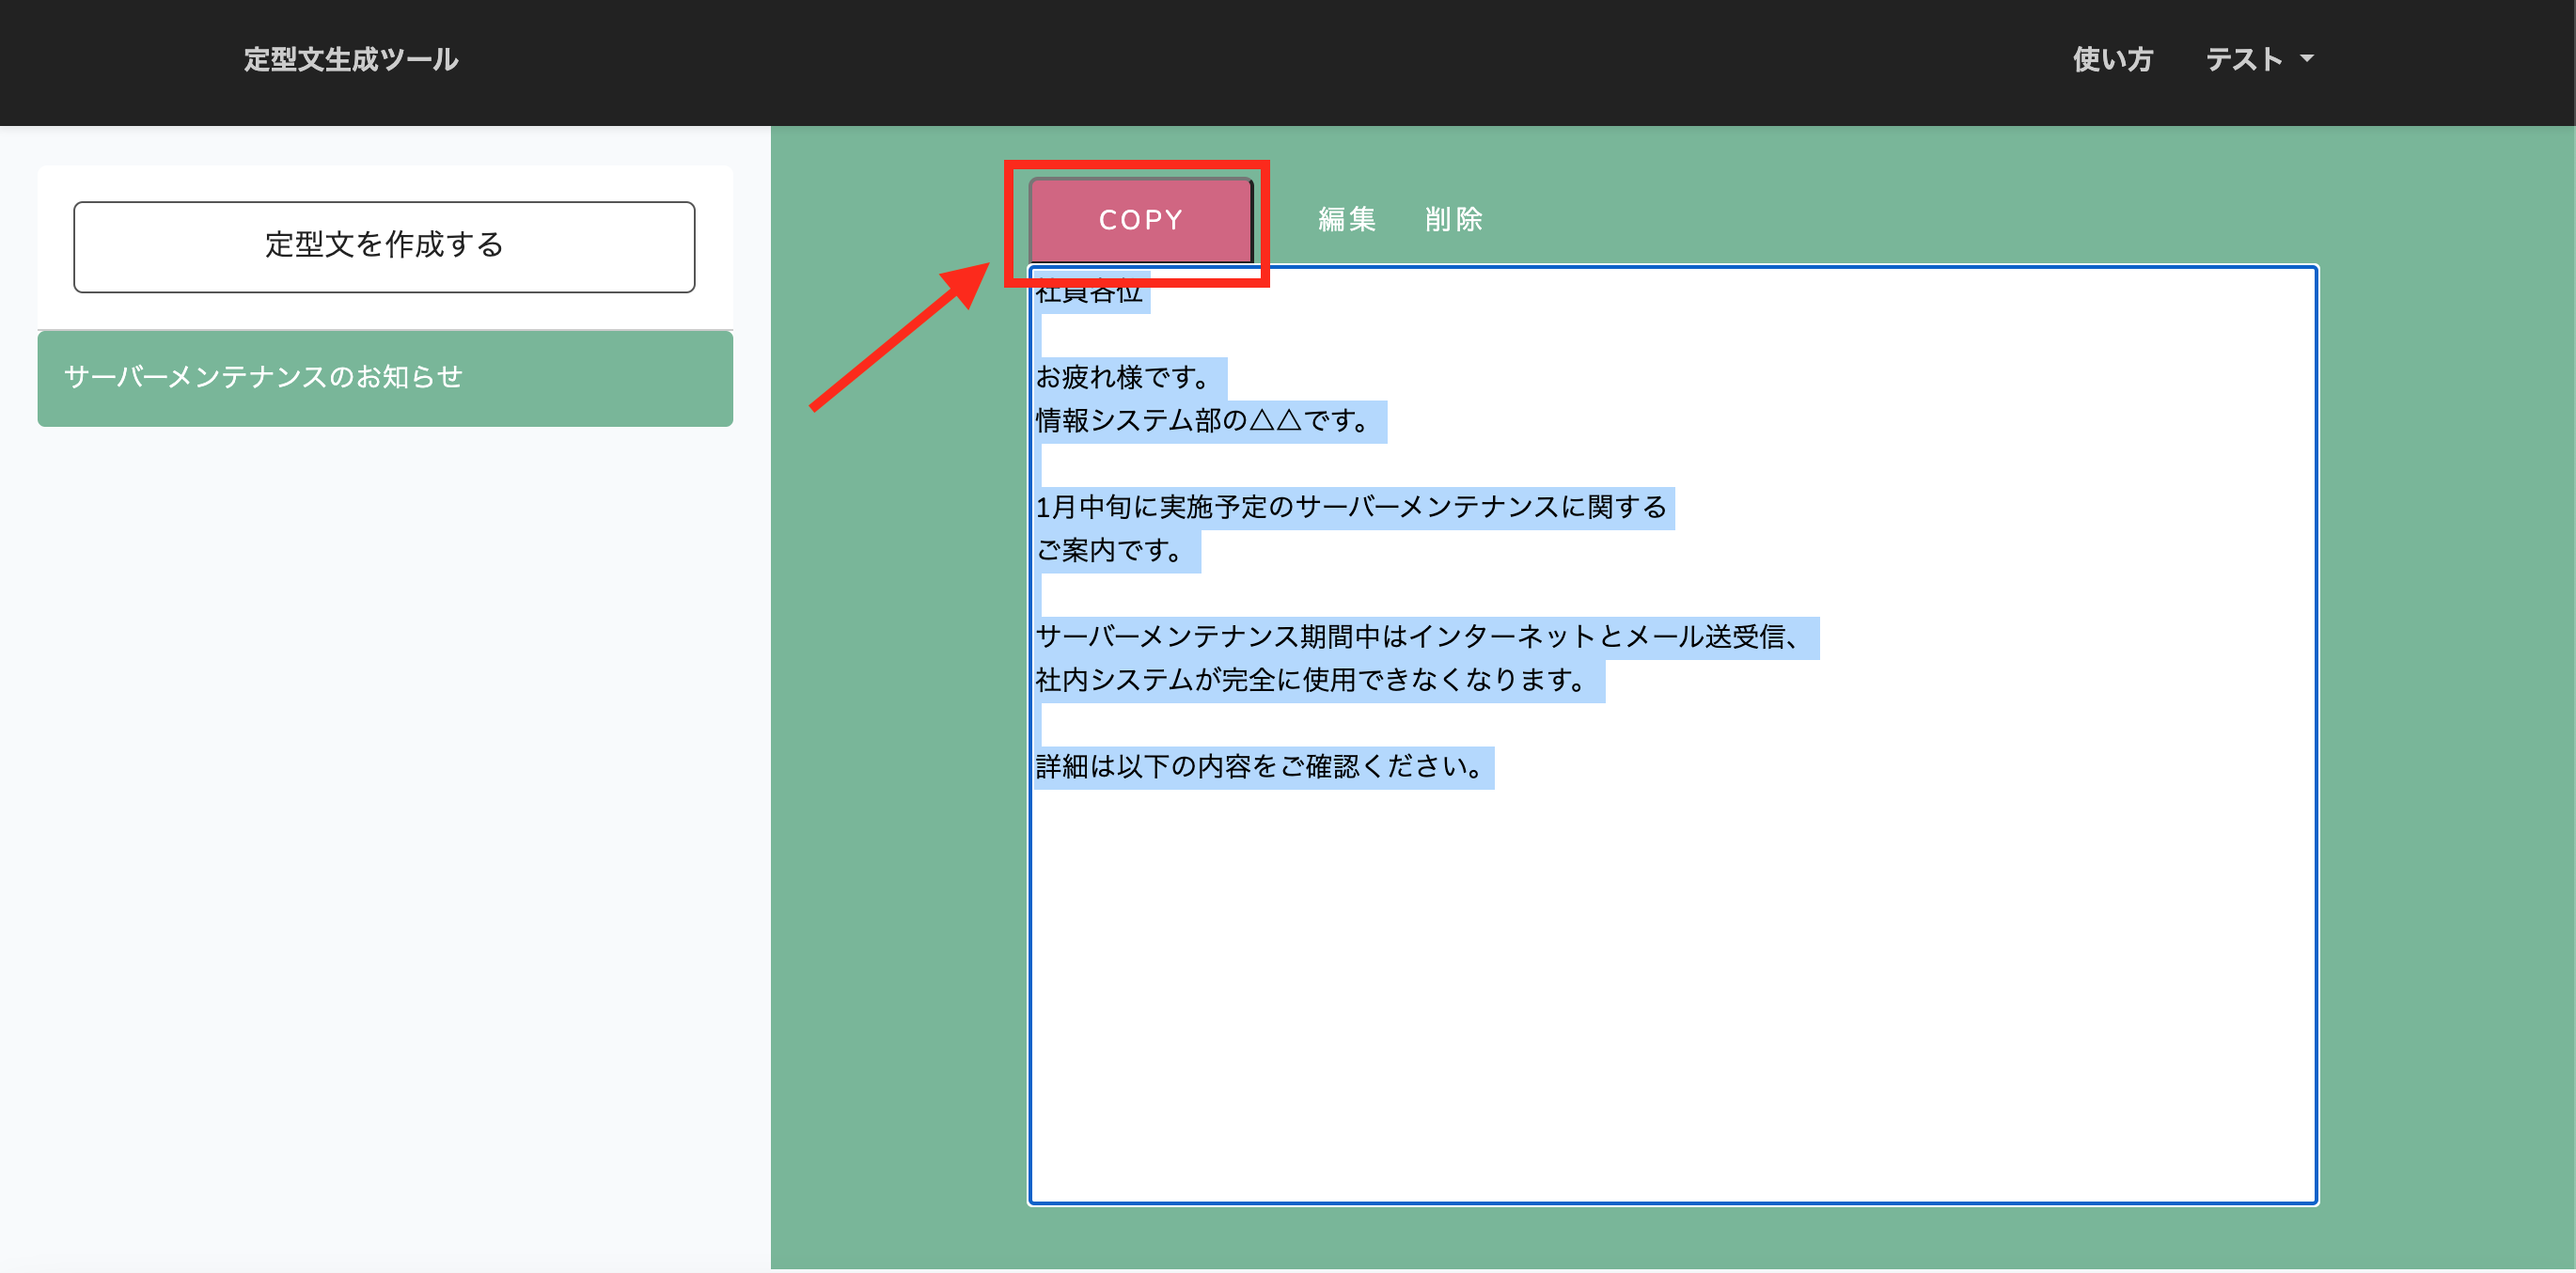 定型文生成ツール
使い方 テスト
定型文を作成する
サーバーメンテナンスのお知らせ
COPY 編集 削除
社員各位
お疲れ様です。
情報システム部の△△です。
1月中旬に実施予定のサーバーメンテナンスに関する
ご案内です。
サーバーメンテナンス期間中はインターネットとメール送受信、
社内システムが完全に使用できなくなります。
詳細は以下の内容をご確認ください。